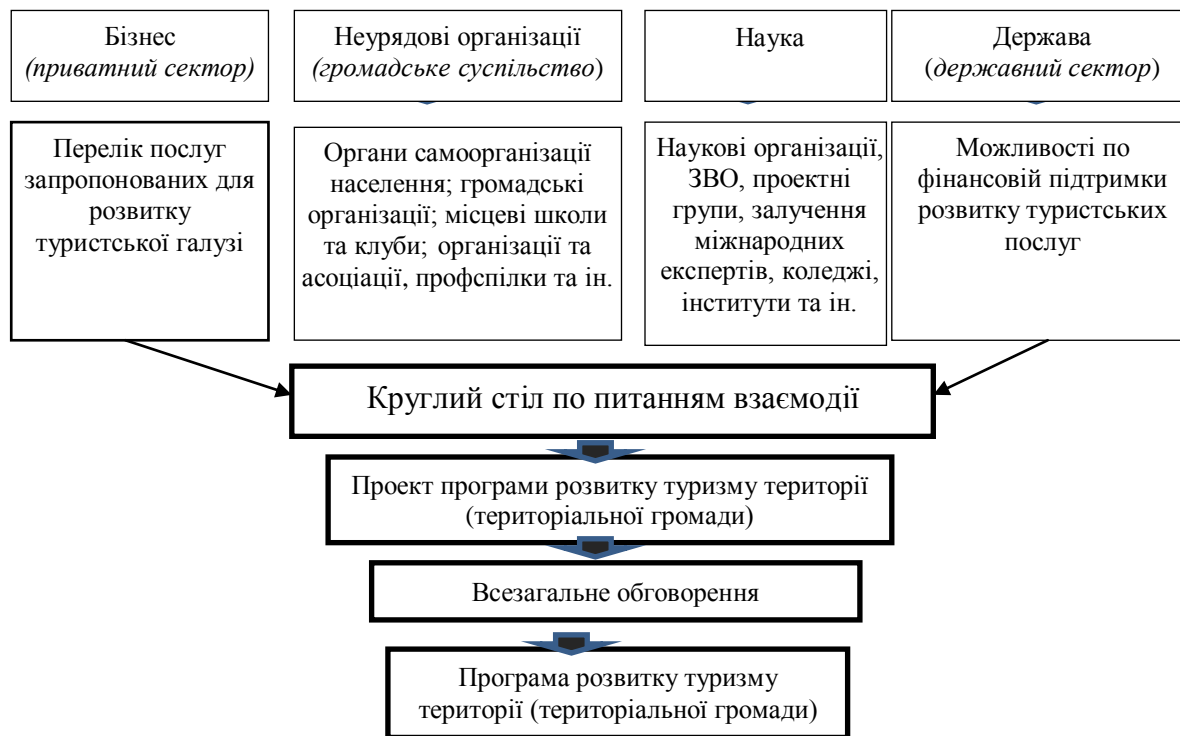 Бізнес
(приватний сектор)
Неурядові організації
(громадське суспільство)
Наука
Держава
(державний сектор)
Перелік послуг
запропонованих для
розвитку
туристської галузі
Органи самоорганізації
населення; громадські
організації; місцеві школи
та клуби; організації та
асоціації, профспілки та ін.
Наукові організації,
ЗВО, проектні
групи, залучення
міжнародних
експертів, коледжі,
інститути та ін.
Можливості по
фінансовій підтримки
розвитку туристських
послуг
Круглий стіл по питанням взаємодії
Проект програми розвитку туризму території
(територіальної громади)
Всезагальне обговорення
Програма розвитку туризму
території (територіальної громади)